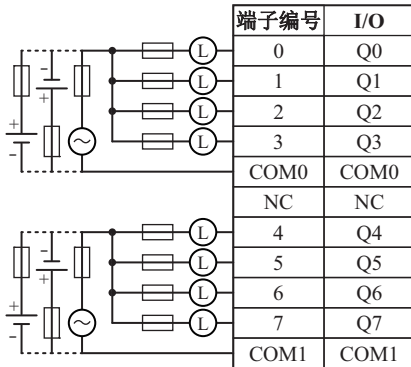 端子编号 I/O
L 0 Q0
L 1 Q1
L 2 Q2
L 3 Q3
COM0 COM0
NC NC
L 4 Q4
L 5 Q5
L 6 Q6
L 7 Q7
COM1 COM1